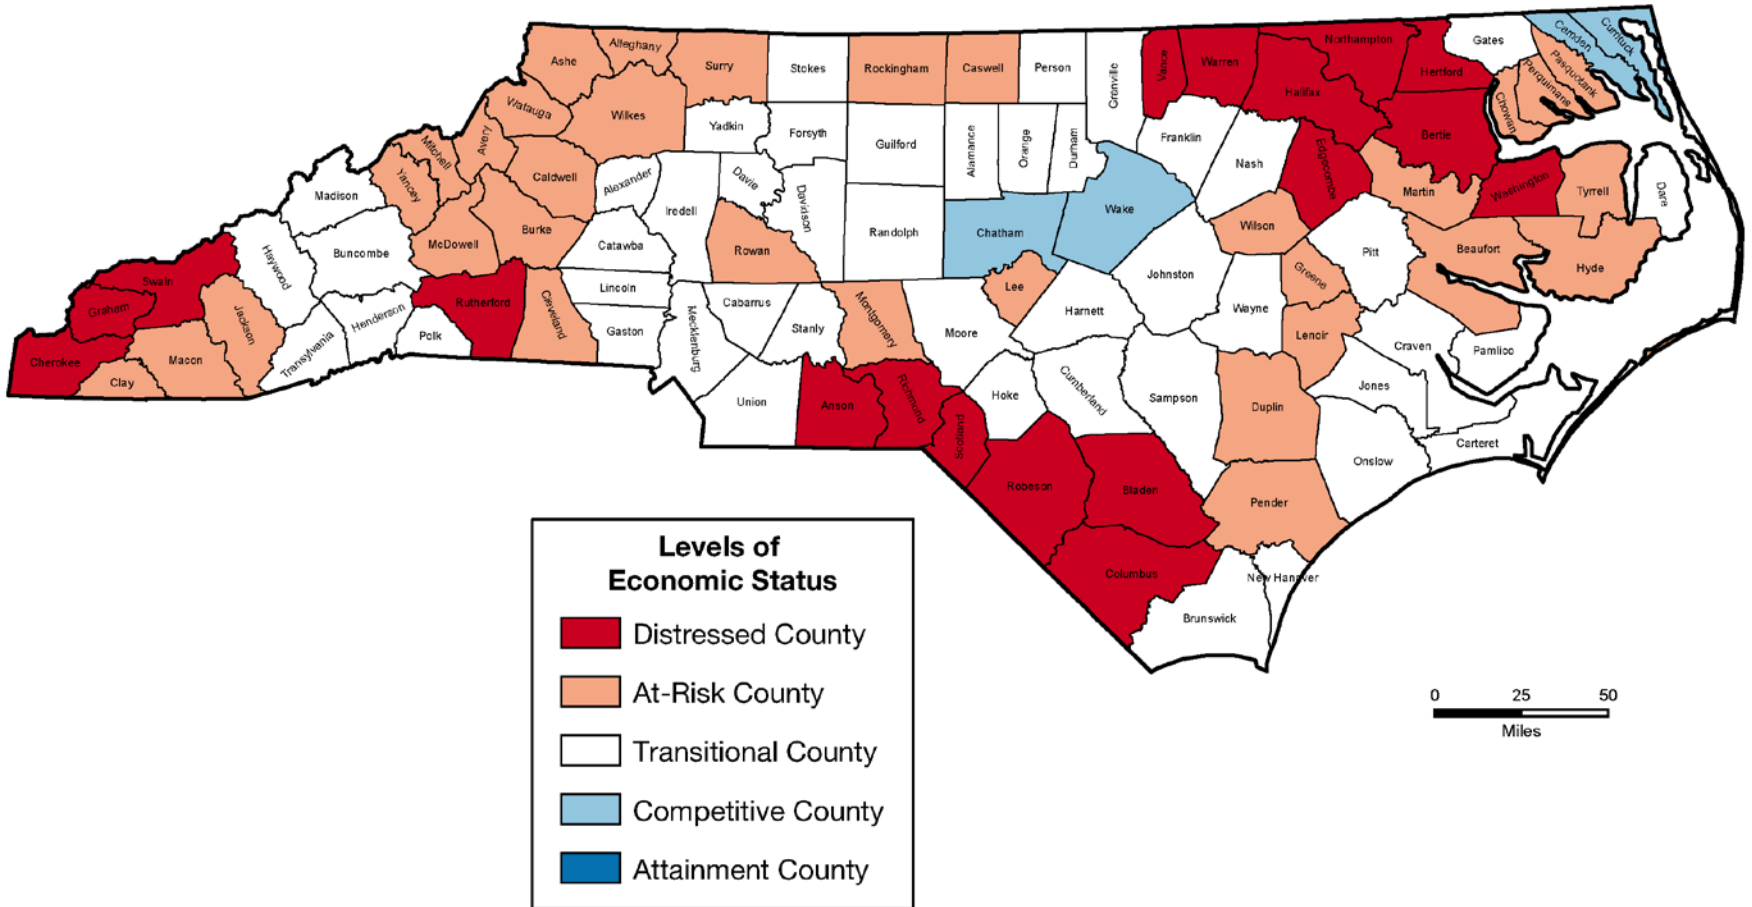 Ashe
Alleghany
Surry
Stokes
Rockingham
Caswell
Person
Granville
Vance
Warren
Northampton
Halifax
Hertford
Gates
Camden
Currituck
Pasquotank
Perquimans
Chowan
Bertie
Watauga
Wilkes
Yadkin
Forsyth
Guilford
Alamance
Orange
Durham
Franklin
Nash
Edgecombe
Martin
Washington
Tyrrell
Dare
Mitchell
Avery
Yancey
Caldwell
Alexander
Iredell
Davie
Davidson
Randolph
Chatham
Wake
Wilson
Pitt
Beaufort
Hyde
Madison
Buncombe
McDowell
Burke
Catawba
Rowan
Lee
Johnston
Greene
Haywood
Swain
Graham
Cherokee
Clay
Macon
Jackson
Transylvania
Henderson
Polk
Rutherford
Cleveland
Lincoln
Gaston
Mecklenburg
Cabarrus
Stanly
Montgomery
Moore
Harnett
Wayne
Lenoir
Craven
Pamlico
Jones
Carteret
Union
Anson
Richmond
Scotland
Hoke
Cumberland
Sampson
Duplin
Onslow
Robeson
Bladen
Pender
Columbus
Brunswick
New Hanover
Levels of
Economic Status
Distressed County
At-Risk County
Transitional County
Competitive County
Attainment County
0 25 50
Miles